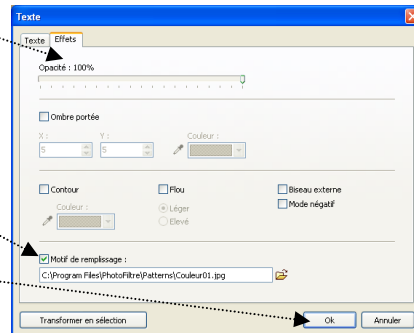 Texte
Texte Effets
Opacité : 100%
Ombre portée
X : Y : Couleur :
5 5
Contour Flou Biseau externe
Couleur : Léger Mode négatif
Elevé
Motif de remplissage :
C:\Program Files\PhotoFiltre\Patterns\Couleur01.jpg
Transformer en sélection Ok Annuler